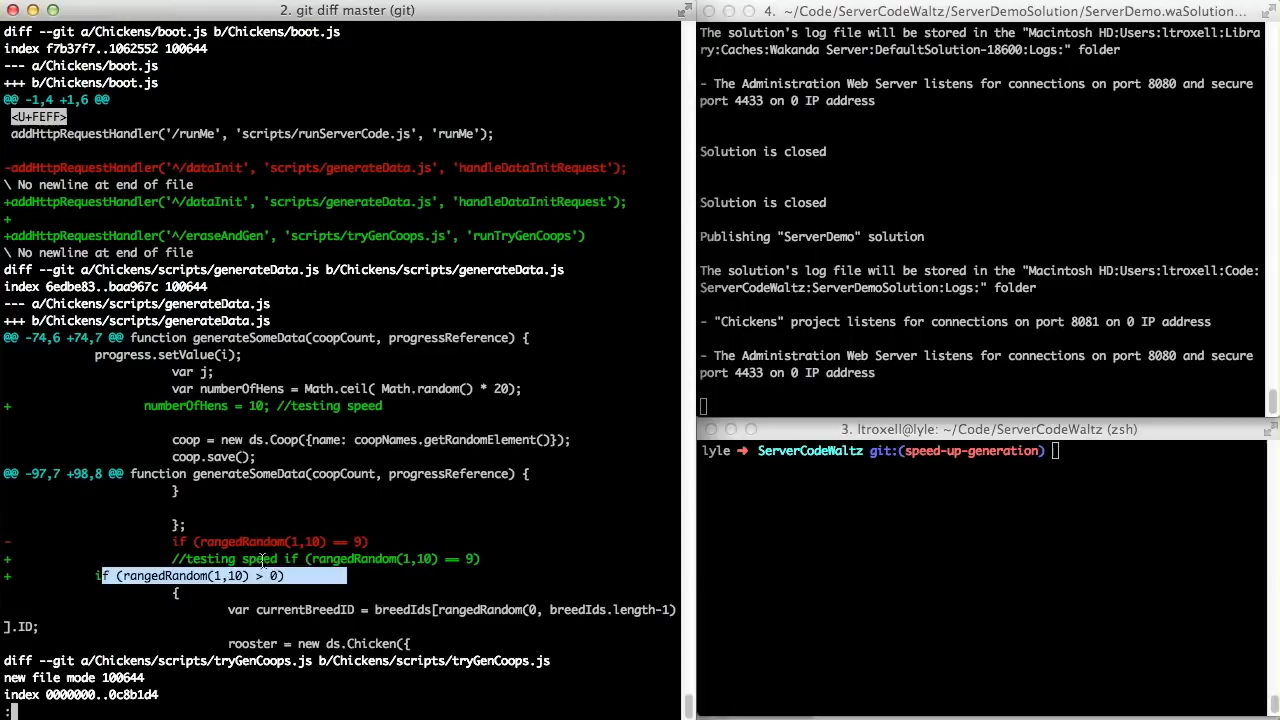 2. git diff master (git)
diff --git a/Chickens/boot.js b/Chickens/boot.js
index f7b37f7..1062552 100644
--- a/Chickens/boot.js
+++ b/Chickens/boot.js
@@ -1,4 +1,6 @@
<U+FEFF>
addHttpRequestHandler('/runMe', 'scripts/runServerCode.js', 'runMe');
-addHttpRequestHandler('^/dataInit', 'scripts/generateData.js', 'handleDataInitRequest');
\ No newline at end of file
+addHttpRequestHandler('^/dataInit', 'scripts/generateData.js', 'handleDataInitRequest');
+
+addHttpRequestHandler('^/eraseAndGen', 'scripts/tryGenCoops.js', 'runTryGenCoops')
\ No newline at end of file
diff --git a/Chickens/scripts/generateData.js b/Chickens/scripts/generateData.js
index 6edbe83..baa967c 100644
--- a/Chickens/scripts/generateData.js
+++ b/Chickens/scripts/generateData.js
@@ -74,6 +74,7 @@ function generateSomeData(coopCount, progressReference) {
progress.setValue(i);
var j;
var numberOfHens = Math.ceil( Math.random() * 20);
+ numberOfHens = 10; //testing speed
coop = new ds.Coop({name: coopNames.getRandomElement()});
coop.save();
@@ -97,7 +98,8 @@ function generateSomeData(coopCount, progressReference) {
}
};
- if (rangedRandom(1,10) == 9)
+ //testing speed if (rangedRandom(1,10) == 9)
+ if (rangedRandom(1,10) > 0)
{
var currentBreedID = breedIds[rangedRandom(0, breedIds.length-1)
].ID;
rooster = new ds.Chicken({
diff --git a/Chickens/scripts/tryGenCoops.js b/Chickens/scripts/tryGenCoops.js
new file mode 100644
index 0000000..0c8b1d4
:
4. ~/Code/ServerCodeWaltz/ServerDemoSolution/ServerDemo.waSolution...
The solution's log file will be stored in the "Macintosh HD:Users:ltroxell:Libra
ry:Caches:Wakanda Server:DefaultSolution-18600:Logs:" folder
- The Administration Web Server listens for connections on port 8080 and secure
port 4433 on 0 IP address
Solution is closed
Solution is closed
Publishing "ServerDemo" solution
The solution's log file will be stored in the "Macintosh HD:Users:ltroxell:Code:
ServerCodeWaltz:ServerDemoSolution:Logs:" folder
- "Chickens" project listens for connections on port 8081 on 0 IP address
- The Administration Web Server listens for connections on port 8080 and secure
port 4433 on 0 IP address
3. ltroxell@lyle: ~/Code/ServerCodeWaltz (zsh)
lyle ➜ ServerCodeWaltz git:(speed-up-generation)